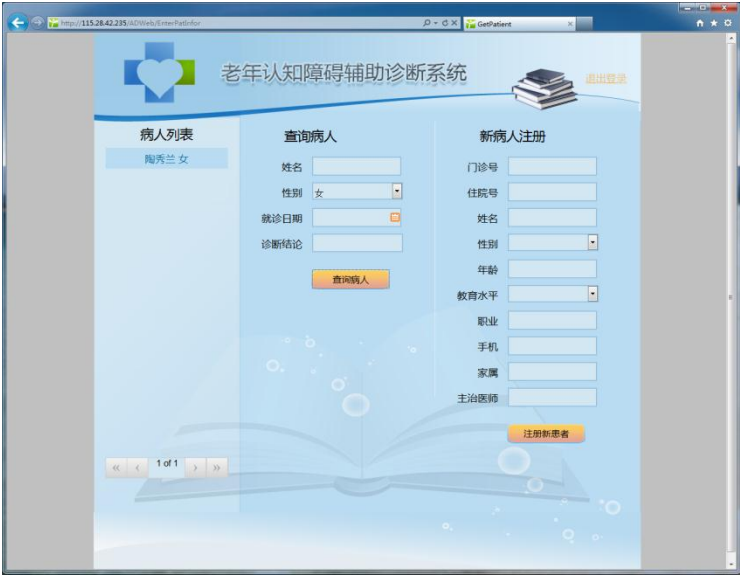 http://115.28.42.235/ADWeb/EnterPatInfor
GetPatient
老年认知障碍辅助诊断系统
退出登录
病人列表
陶秀兰 女
1 of 1
查询病人
姓名
性别 女
就诊日期
诊断结论
查询病人
新病人注册
门诊号
住院号
姓名
性别
年龄
教育水平
职业
手机
家属
主治医师
注册新患者